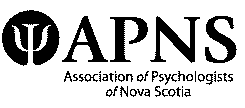 APNS
Association of Psychologists
of Nova Scotia